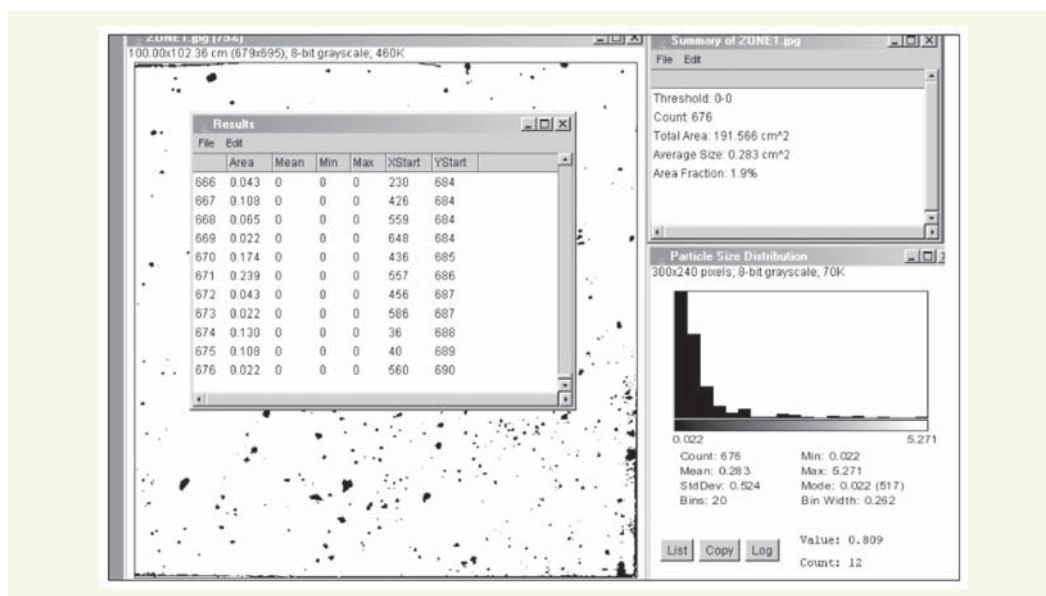 ZONE1.jpg (75%)
100.00x102.36 cm (679x695); 8-bit grayscale; 460K
Results
File Edit
Area Mean Min Max XStart YStart
666 0.043 0 0 0 230 684
667 0.108 0 0 0 426 684
668 0.065 0 0 0 559 684
669 0.022 0 0 0 648 684
670 0.174 0 0 0 436 685
671 0.239 0 0 0 557 686
672 0.043 0 0 0 456 687
673 0.022 0 0 0 586 687
674 0.130 0 0 0 36 688
675 0.108 0 0 0 40 689
676 0.022 0 0 0 560 690
Summary of ZONE1.jpg
File Edit
Threshold: 0-0
Count: 676
Total Area: 191.566 cm^2
Average Size: 0.283 cm^2
Area Fraction: 1.9%
Particle Size Distribution
300x240 pixels; 8-bit grayscale; 70K
0.022 5.271
Count: 676 Min: 0.022
Mean: 0.283 Max: 5.271
StdDev: 0.524 Mode: 0.022 (517)
Bins: 20 Bin Width: 0.262
List Copy Log
Value: 0.809
Count: 12